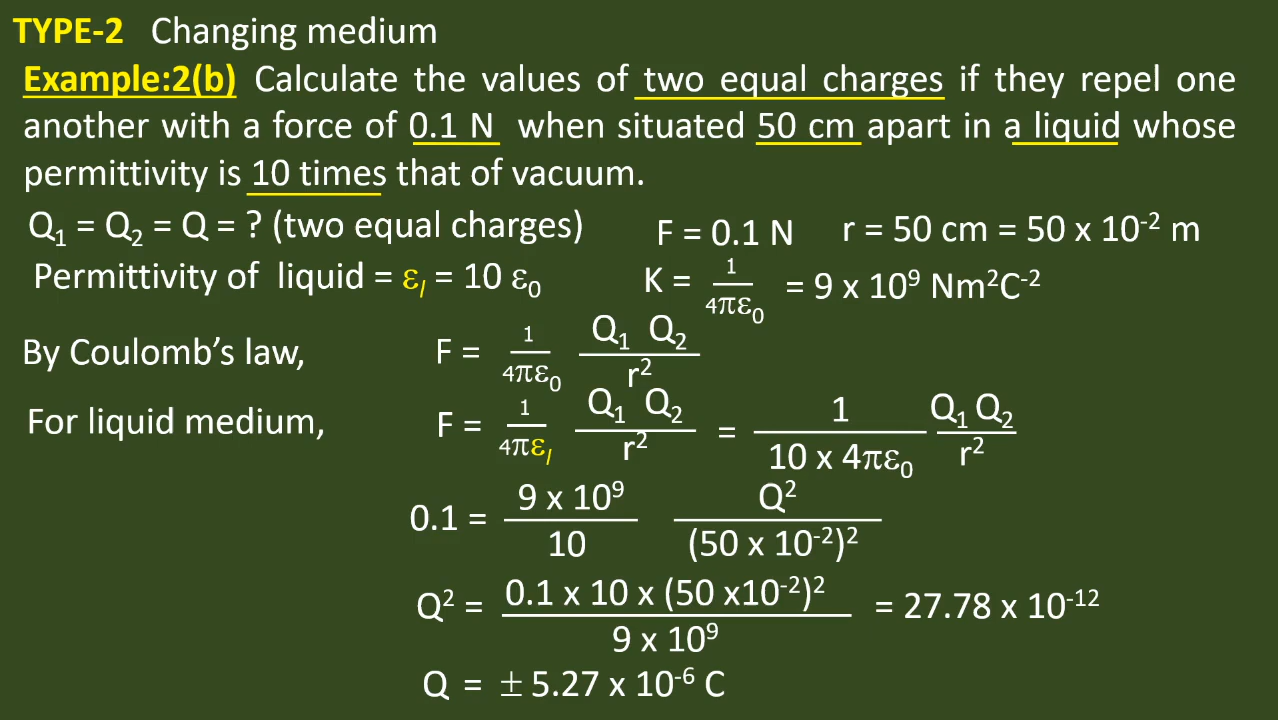 TYPE-2 Changing medium
Example:2(b) Calculate the values of two equal charges if they repel one
another with a force of 0.1 N when situated 50 cm apart in a liquid whose
permittivity is 10 times that of vacuum.
Q₁ = Q₂ = Q = ? (two equal charges) F = 0.1 N r = 50 cm = 50 x 10⁻² m
Permittivity of liquid = εₗ = 10 ε₀ K = 1/4πε₀ = 9 x 10⁹ Nm²C⁻²
By Coulomb’s law, F = 1/4πε₀ Q₁ Q₂/r²
For liquid medium, F = 1/4πεₗ Q₁ Q₂/r² = 1/10 x 4πε₀ Q₁ Q₂/r²
0.1 = 9 x 10⁹/10 Q²/(50 x 10⁻²)²
Q² = 0.1 x 10 x (50 x10⁻²)²/9 x 10⁹ = 27.78 x 10⁻¹²
Q = ± 5.27 x 10⁻⁶ C